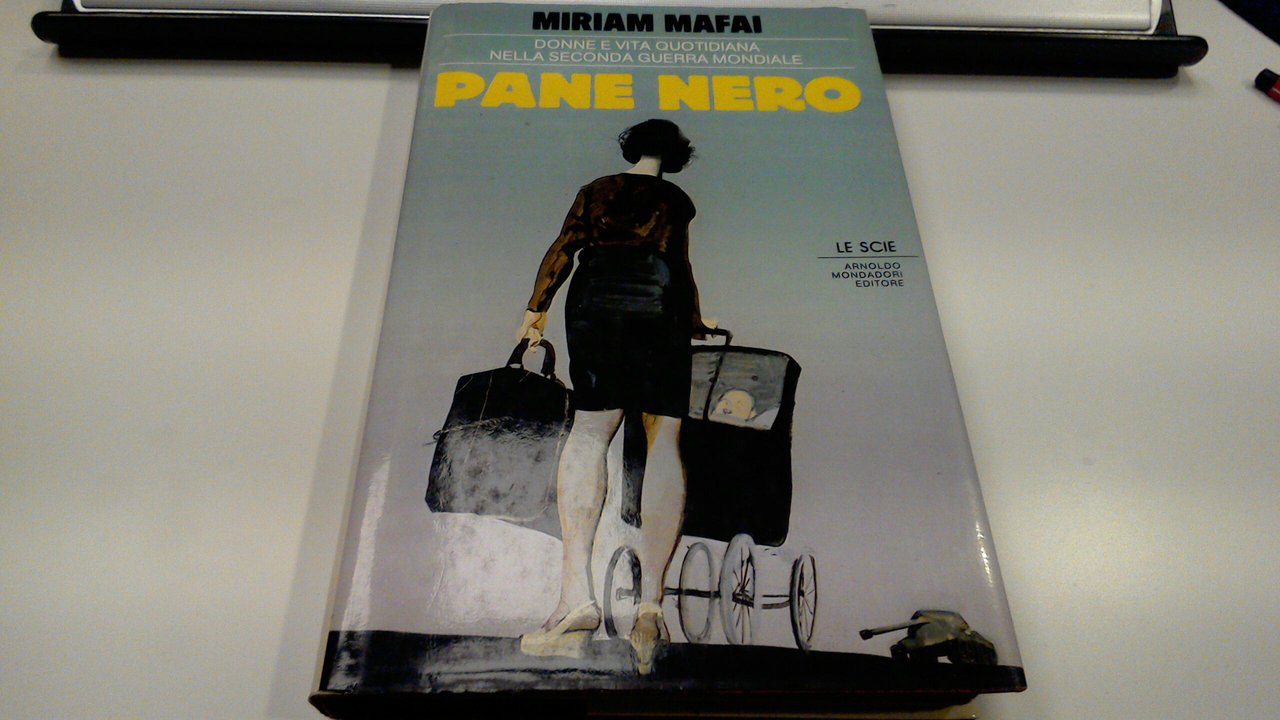 MIRIAM MAFAI
DONNE E VITA QUOTIDIANA
NELLA SECONDA GUERRA MONDIALE
PANE NERO
LE SCIE
ARNOLDO
MONDADORI
EDITORE